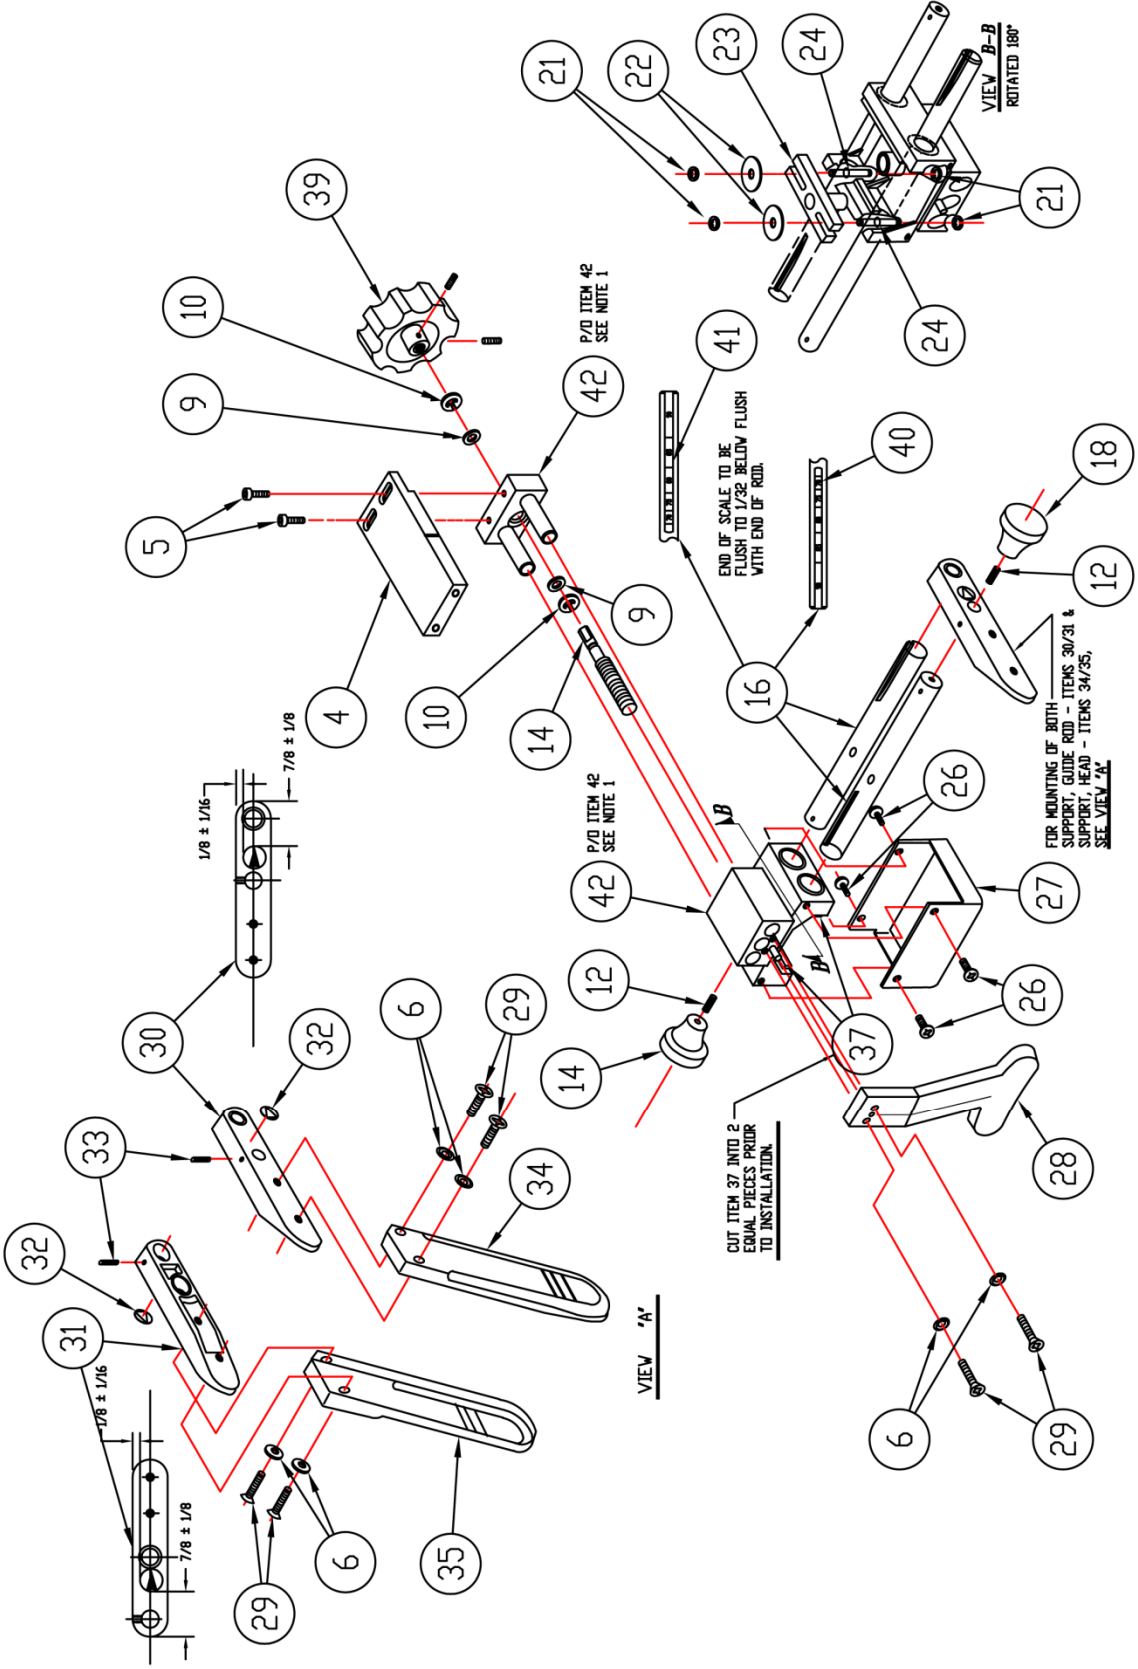 21
22
23
24
VIEW B-B
ROTATED 180°
39
10
9
5
4
P/O ITEM 42
SEE NOTE 1
42
41
21
24
END OF SCALE TO BE
FLUSH TO 1/32 BELOW FLUSH
WITH END OF ROD.
40
18
12
9
10
14
16
1/8 ± 1/16
7/8 ± 1/8
P/O ITEM 42
SEE NOTE 1
42
B
B
26
FOR MOUNTING OF BOTH
SUPPORT, GUIDE ROD - ITEMS 30/31 &
SUPPORT, HEAD - ITEMS 34/35,
SEE VIEW "A"
27
26
12
14
37
CUT ITEM 37 INTO 2
EQUAL PIECES PRIOR
TO INSTALLATION.
28
30
32
33
6
29
34
32
31
1/8 ± 1/16
7/8 ± 1/8
VIEW "A"
35
6
29
6
29